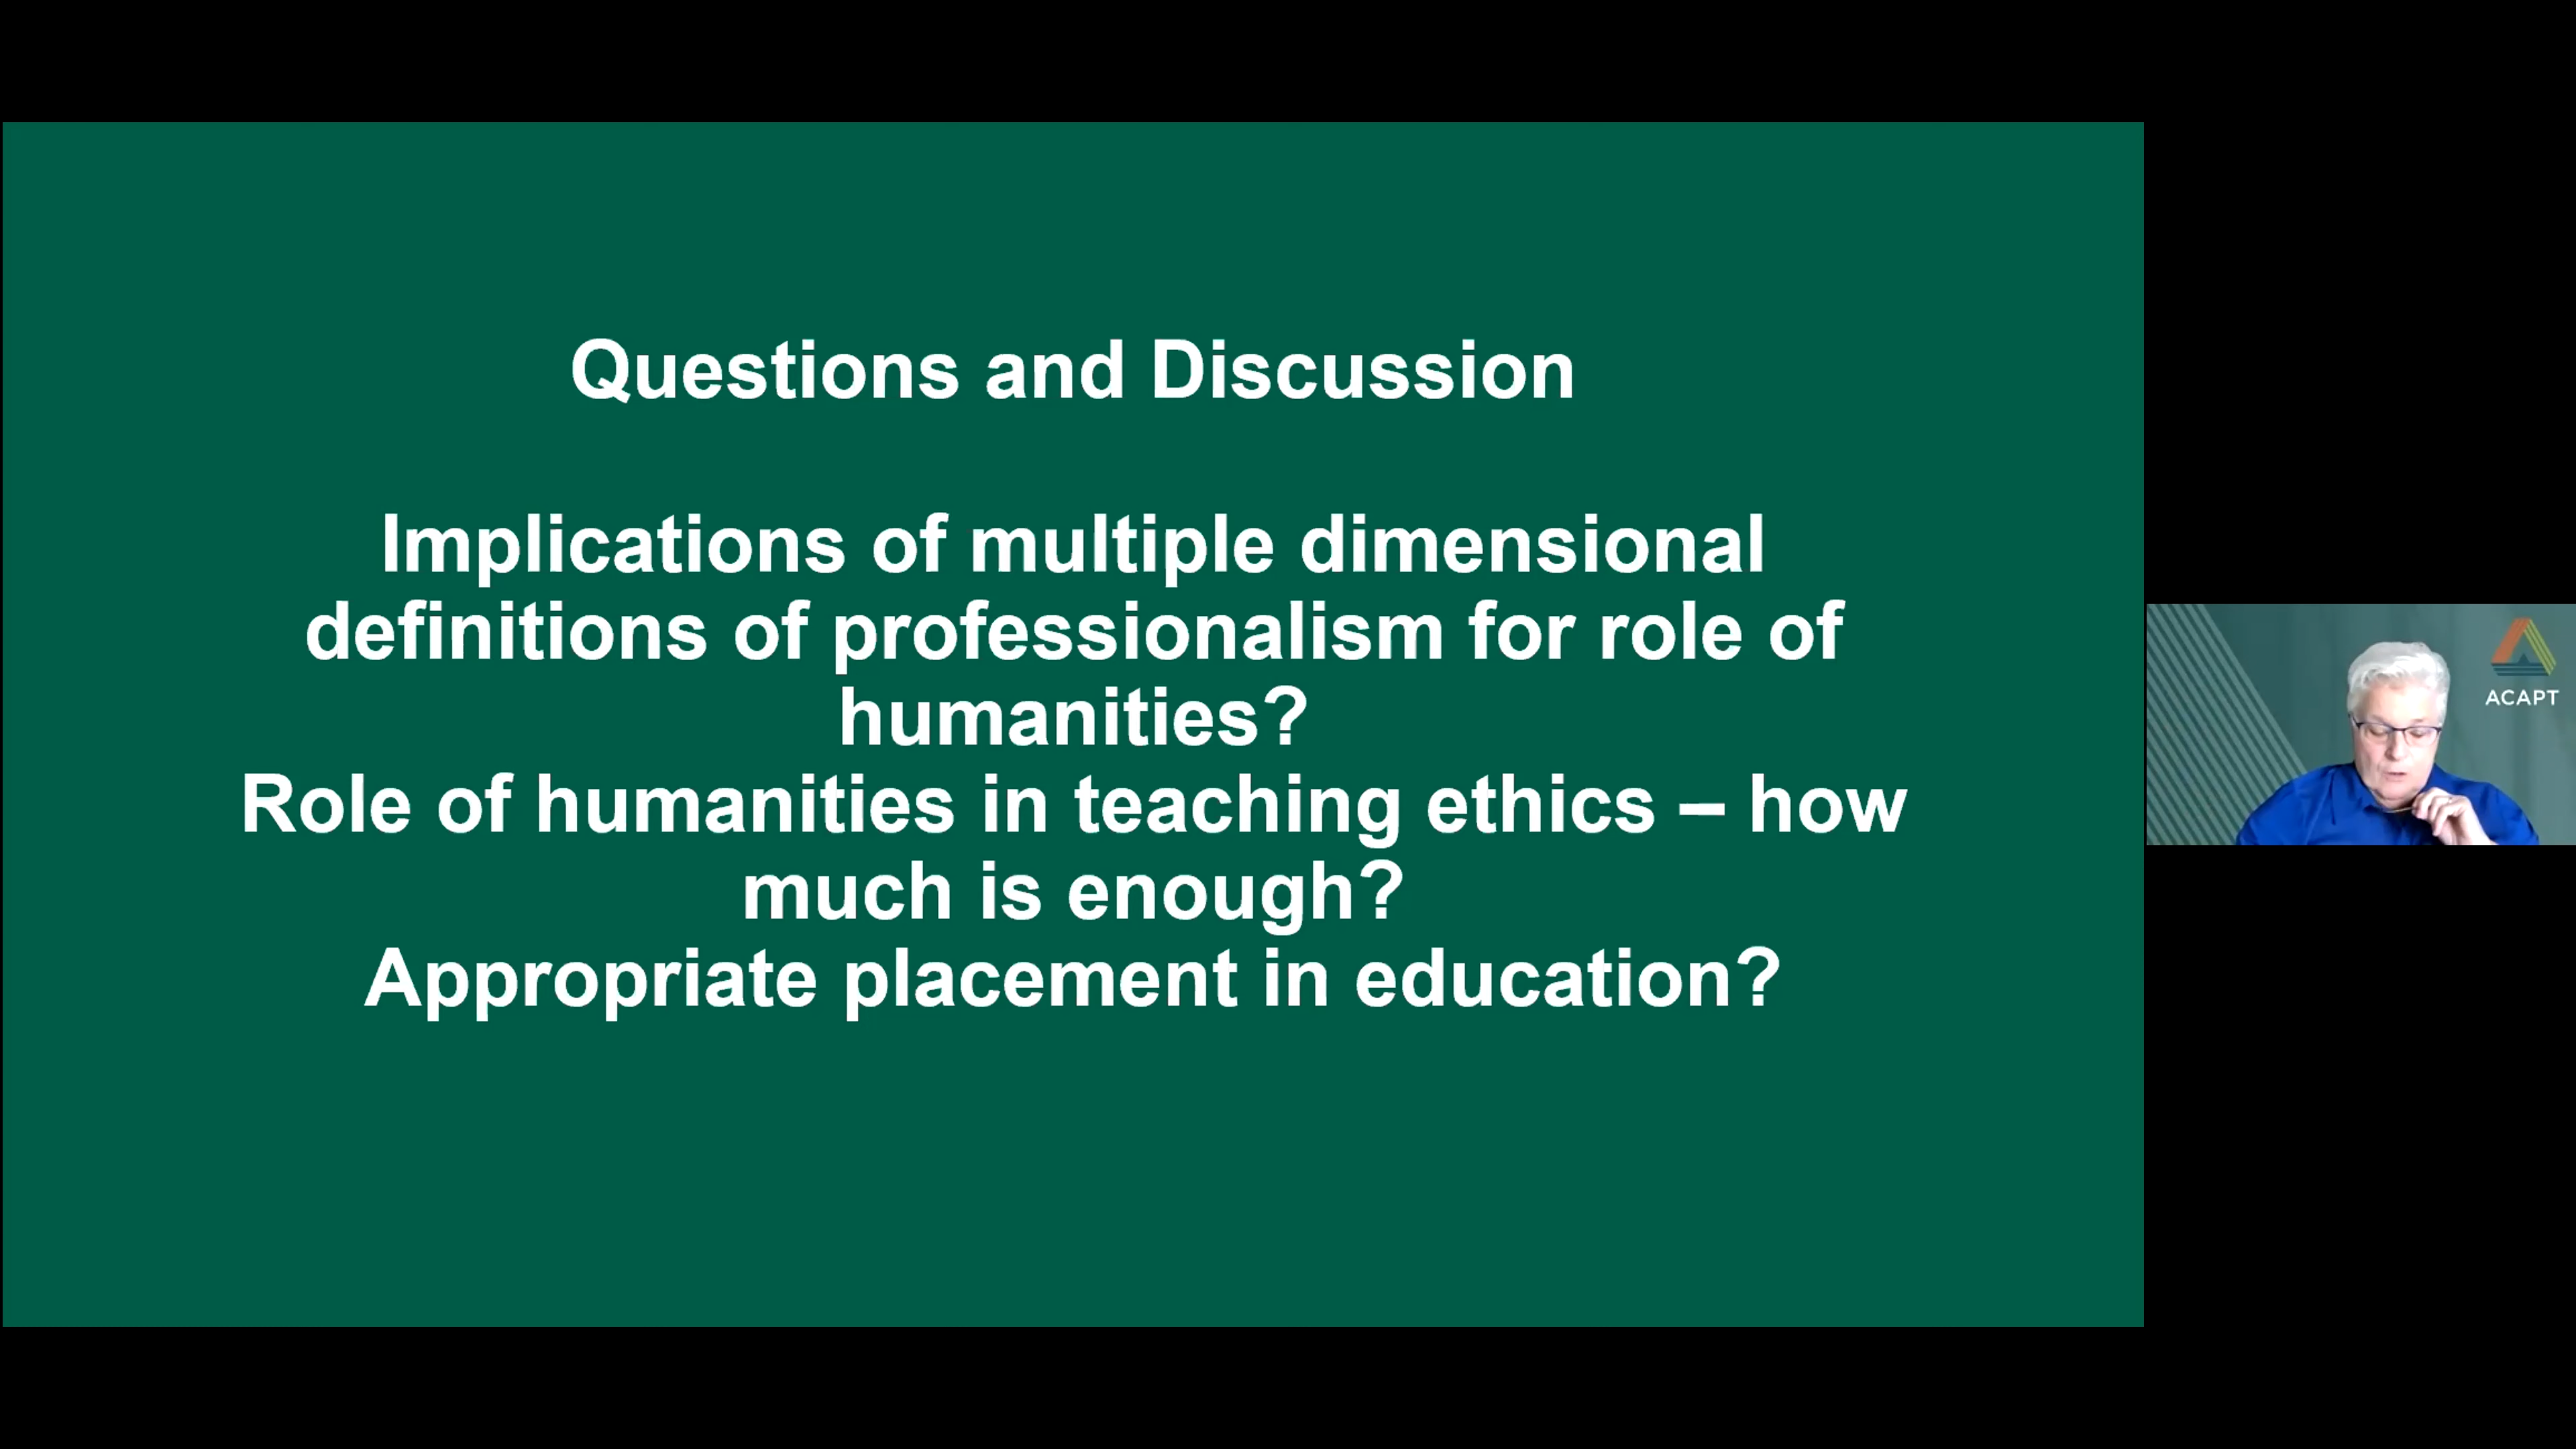 Questions and Discussion
Implications of multiple dimensional
definitions of professionalism for role of
humanities?
Role of humanities in teaching ethics – how
much is enough?
Appropriate placement in education?
ACAPT